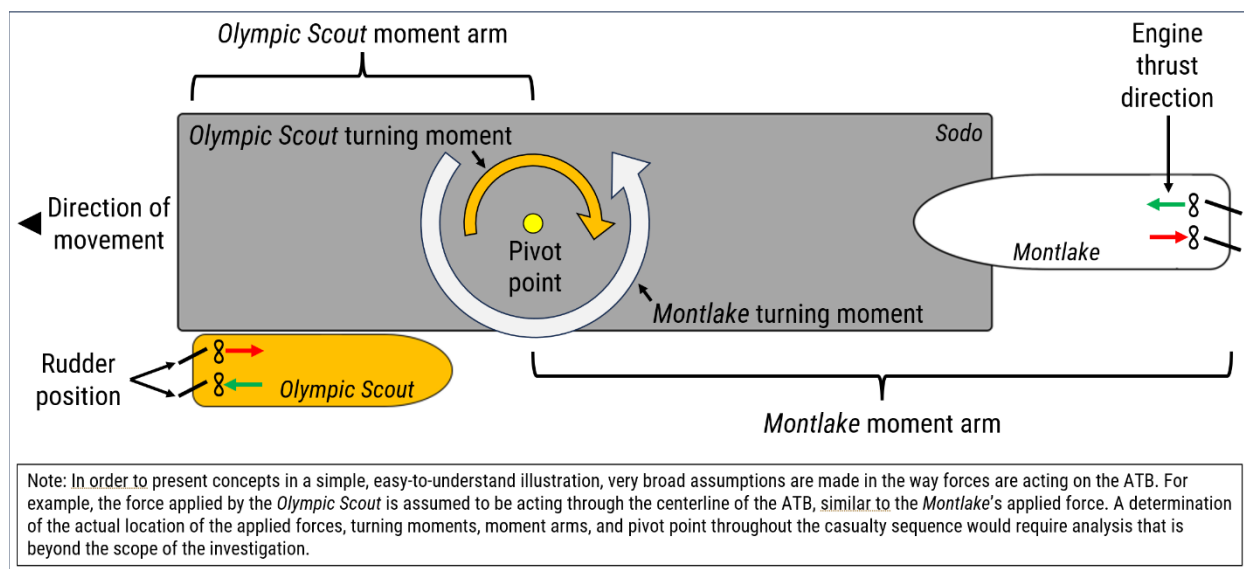 Olympic Scout moment arm
Engine
thrust
direction
Olympic Scout turning
moment
Sodo
Direction of
movement
Pivot
point
Montlake
Montlake turning moment
Rudder
position
Olympic Scout
Montlake moment arm
Note: In order to present concepts in a simple, easy-to-understand illustration, very broad assumptions are made in the way forces are acting on the ATB. For
example, the force applied by the Olympic Scout is assumed to be acting through the centerline of the ATB, similar to the Montlake's applied force. A determination
of the actual location of the applied forces, turning moments, moment arms, and pivot point throughout the casualty sequence would require analysis that is
beyond the scope of the investigation.